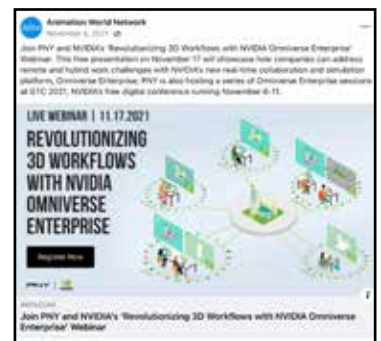 Animation World Network
November 5, 2021
Join PNY and NVIDIA's 'Revolutionizing 3D Workflows with NVIDIA Omniverse Enterprise'
Webinar. This free presentation on November 17 will showcase how companies can address
remote and hybrid work challenges with NVIDIA's new real-time collaboration and simulation
platform, Omniverse Enterprise; PNY is also hosting a series of Omniverse Enterprise sessions
at GTC 2021, NVIDIA's free digital conference running November 8-11.
LIVE WEBINAR | 11.17.2021
REVOLUTIONIZING
3D WORKFLOWS
WITH NVIDIA
OMNIVERSE
ENTERPRISE
Register Now
PNY
Join PNY and NVIDIA's 'Revolutionizing 3D Workflows with NVIDIA Omniverse
Enterprise' Webinar